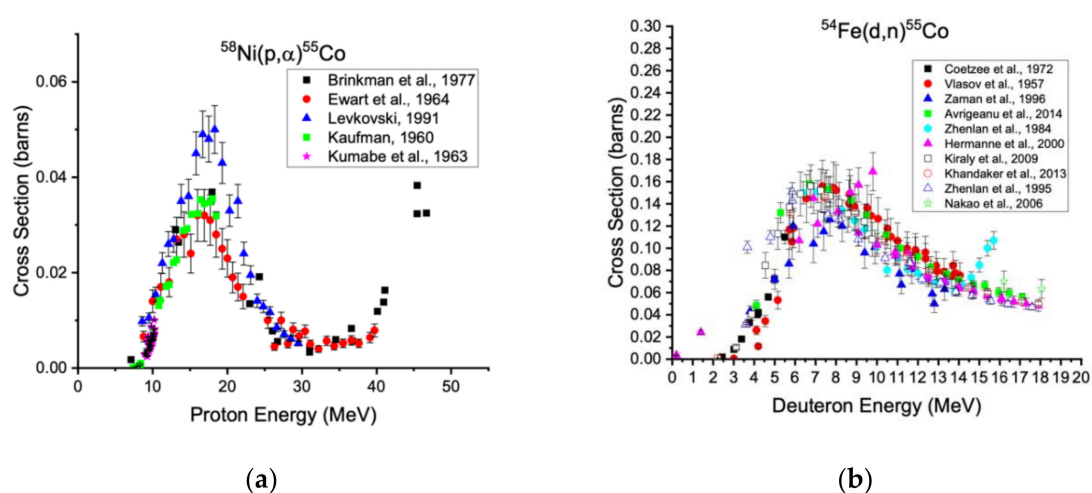 ⁵⁸Ni(p,α)⁵⁵Co
Brinkman et al., 1977
Ewart et al., 1964
Levkovski, 1991
Kaufman, 1960
Kumabe et al., 1963
Cross Section (barns)
0.06
0.04
0.02
0.00
0 10 20 30 40 50
Proton Energy (MeV)
(a)
⁵⁴Fe(d,n)⁵⁵Co
Coetzee et al., 1972
Vlasov et al., 1957
Zaman et al., 1996
Avrigeanu et al., 2014
Zhenlan et al., 1984
Hermanne et al., 2000
Kiraly et al., 2009
Khandaker et al., 2013
Zhenlan et al., 1995
Nakao et al., 2006
Cross Section (barns)
0.30
0.28
0.26
0.24
0.22
0.20
0.18
0.16
0.14
0.12
0.10
0.08
0.06
0.04
0.02
0.00
0 1 2 3 4 5 6 7 8 9 10 11 12 13 14 15 16 17 18 19 20
Deuteron Energy (MeV)
(b)